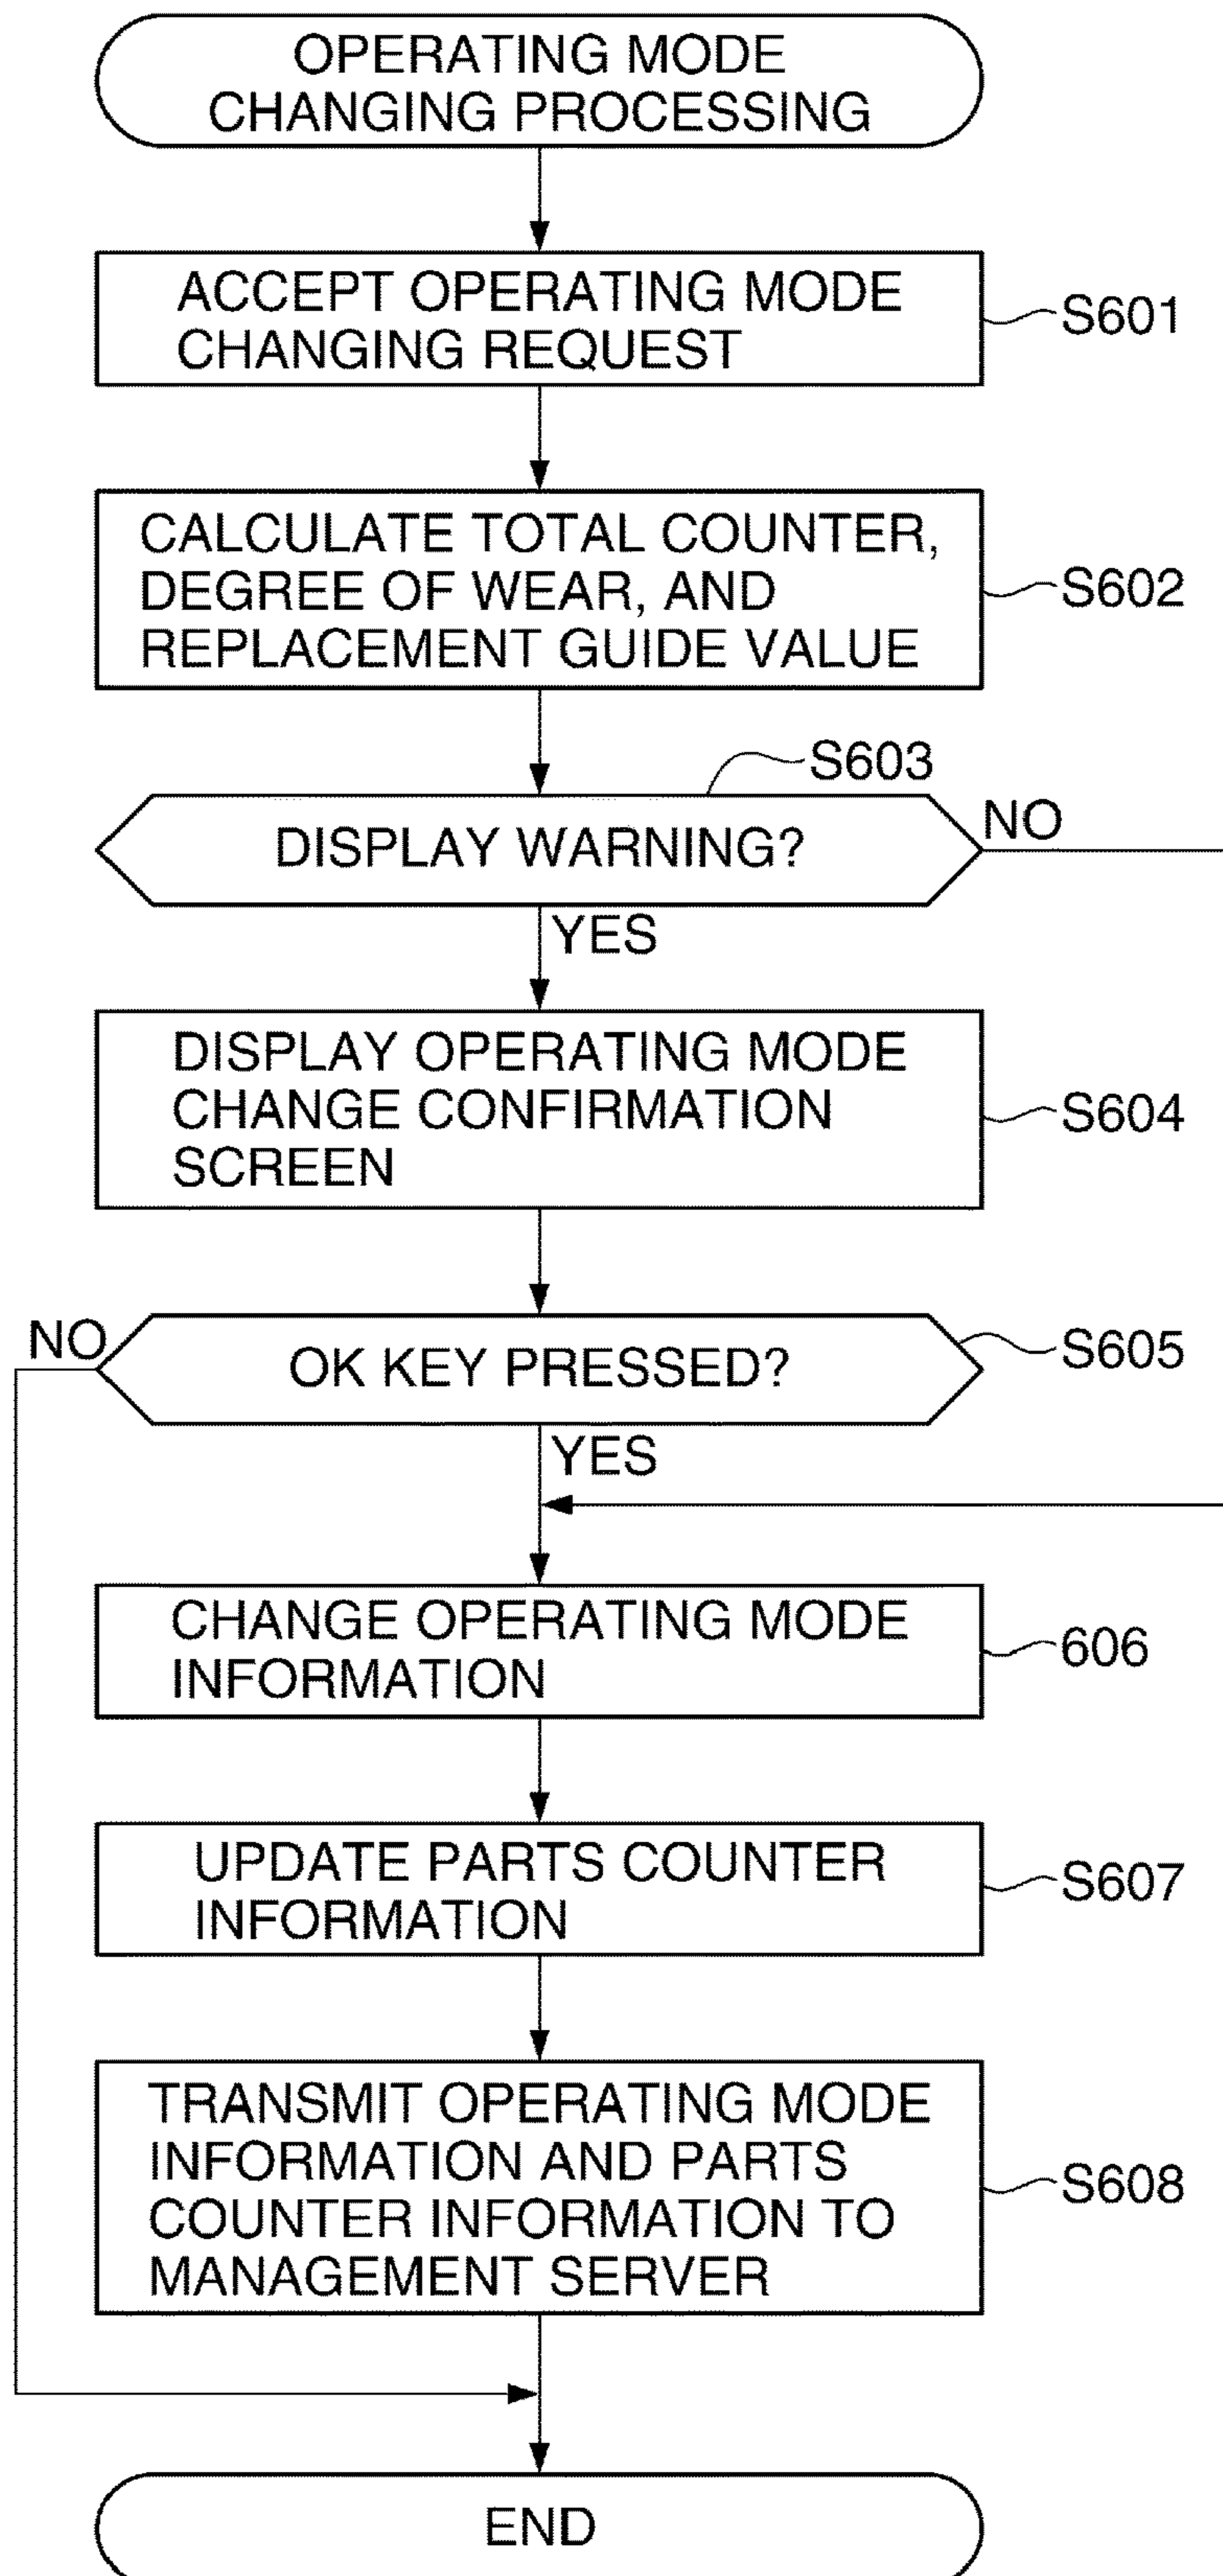 OPERATING MODE
CHANGING PROCESSING
ACCEPT OPERATING MODE
CHANGING REQUEST
S601
CALCULATE TOTAL COUNTER,
DEGREE OF WEAR, AND
REPLACEMENT GUIDE VALUE
S602
S603
DISPLAY WARNING?
NO
YES
DISPLAY OPERATING MODE
CHANGE CONFIRMATION
SCREEN
S604
NO
OK KEY PRESSED?
S605
YES
CHANGE OPERATING MODE
INFORMATION
606
UPDATE PARTS COUNTER
INFORMATION
S607
TRANSMIT OPERATING MODE
INFORMATION AND PARTS
COUNTER INFORMATION TO
MANAGEMENT SERVER
S608
END